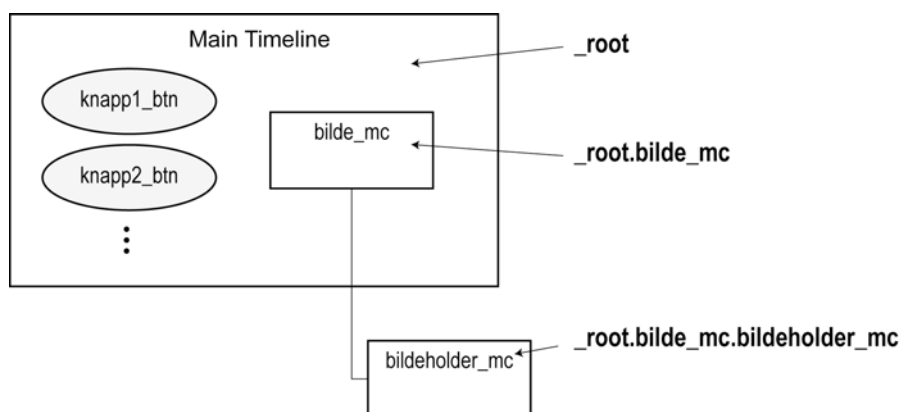 Main Timeline
_root
knapp1_btn
bilde_mc
_root.bilde_mc
knapp2_btn
_root.bilde_mc.bildeholder_mc
bildeholder_mc